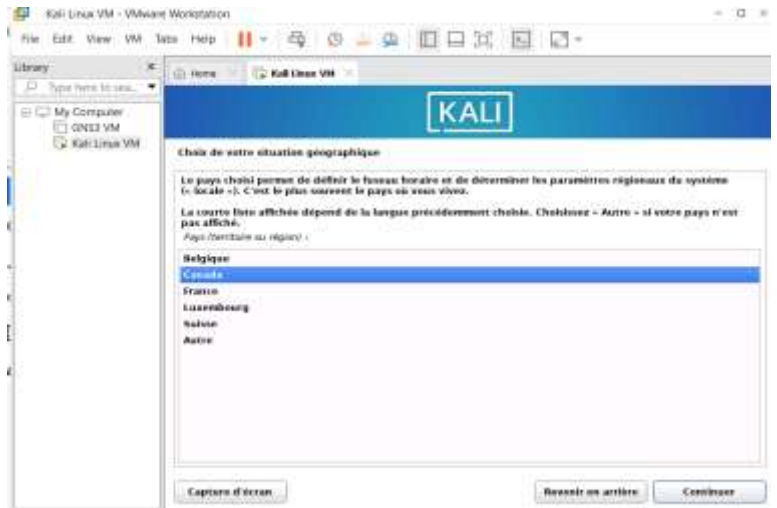 Kali Linux VM - VMware Workstation
File Edit View VM Tabs Help
Library
Home
Kali Linux VM
Type here to sea...
My Computer
GNS3 VM
Kali Linux VM
KALI
Choix de votre situation géographique
Le pays choisi permet de définir le fuseau horaire et de déterminer les paramètres régionaux du système
(« locale »). C'est le plus souvent le pays où vous vivez.
La courte liste affichée dépend de la langue précédemment choisie. Choisissez « Autre » si votre pays n'est
pas affiché.
Pays (territoire ou région) :
Belgique
Canada
France
Luxembourg
Suisse
Autre
Capture d'écran
Revenir en arrière
Continuer